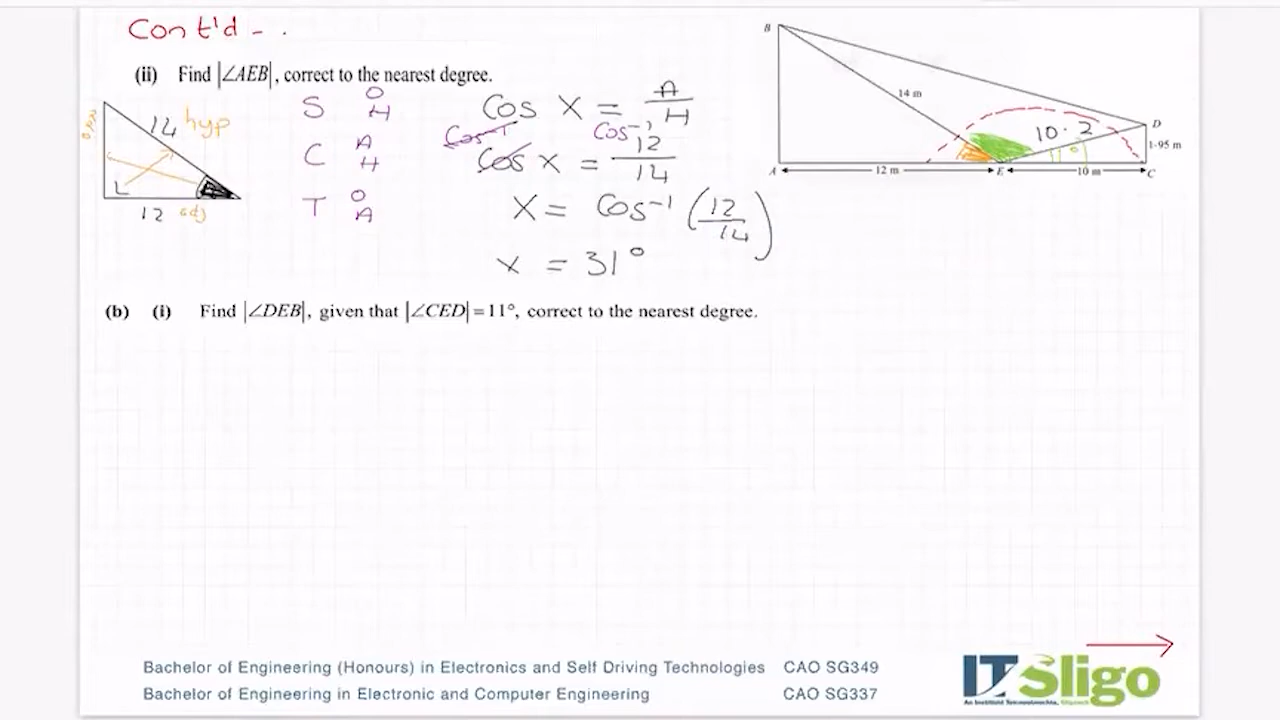 Con t'd - .
(ii) Find |∠AEB|, correct to the nearest degree.
14 hyp
12 adj
L
S O
H
C A
H
T O
A
Cos X = A
H
Cos⁻¹ Cos⁻¹
Cos X = 12
14
X = Cos⁻¹ (12
14)
x = 31°
B
14 m
10.2
D
1·95 m
A
12 m
E
10 m
C
(b) (i) Find |∠DEB|, given that |∠CED| = 11°, correct to the nearest degree.
Bachelor of Engineering (Honours) in Electronics and Self Driving Technologies CAO SG349
Bachelor of Engineering in Electronic and Computer Engineering CAO SG337
IT Sligo